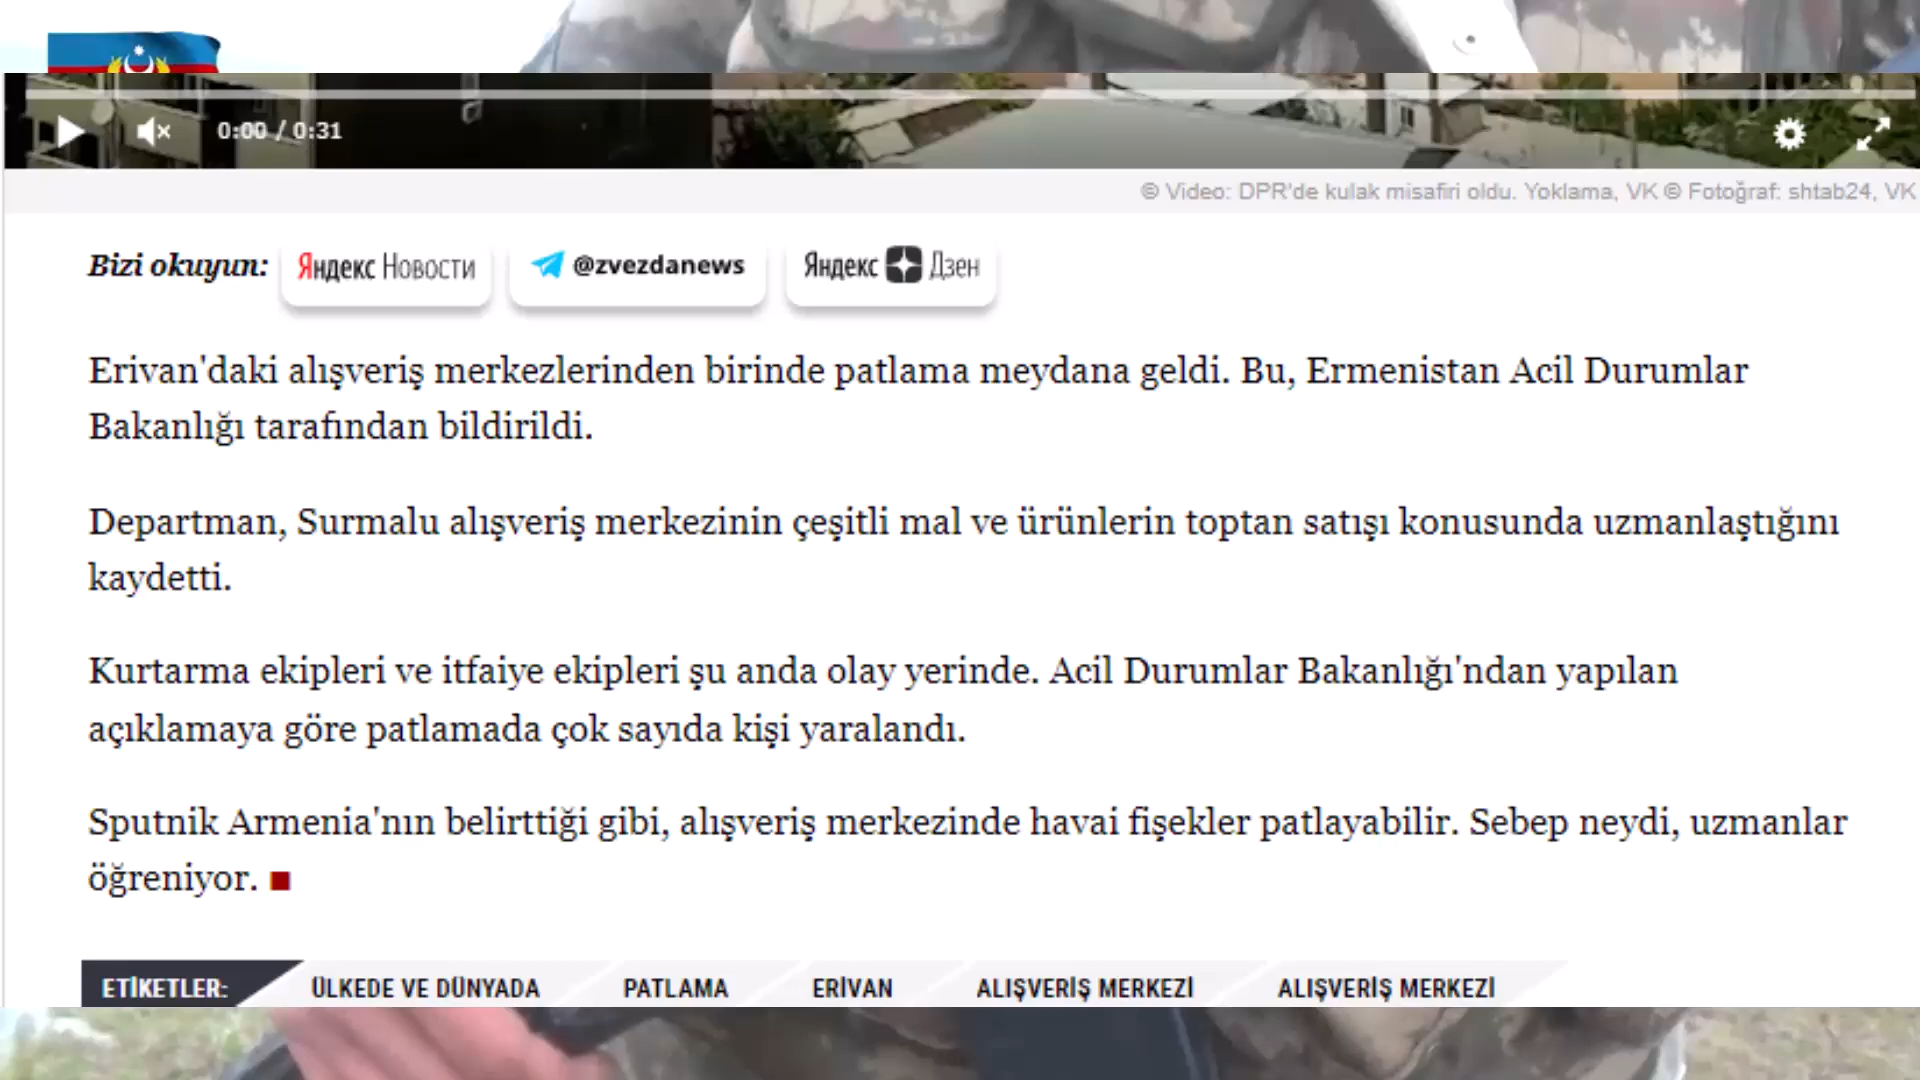 0:00 / 0:31
© Video: DPR'de kulak misafiri oldu. Yoklama, VK © Fotoğraf: shtab24, VK
Bizi okuyun: Яндекс Новости @zvezdanews Яндекс Дзен
Erivan'daki alışveriş merkezlerinden birinde patlama meydana geldi. Bu, Ermenistan Acil Durumlar
Bakanlığı tarafından bildirildi.
Departman, Surmalu alışveriş merkezinin çeşitli mal ve ürünlerin toptan satışı konusunda uzmanlaştığını
kaydetti.
Kurtarma ekipleri ve itfaiye ekipleri şu anda olay yerinde. Acil Durumlar Bakanlığı'ndan yapılan
açıklamaya göre patlamada çok sayıda kişi yaralandı.
Sputnik Armenia'nın belirttiği gibi, alışveriş merkezinde havai fişekler patlayabilir. Sebep neydi, uzmanlar
öğreniyor.
ETİKETLER: ÜLKEDE VE DÜNYADA PATLAMA ERİVAN ALIŞVERİŞ MERKEZİ ALIŞVERİŞ MERKEZİ